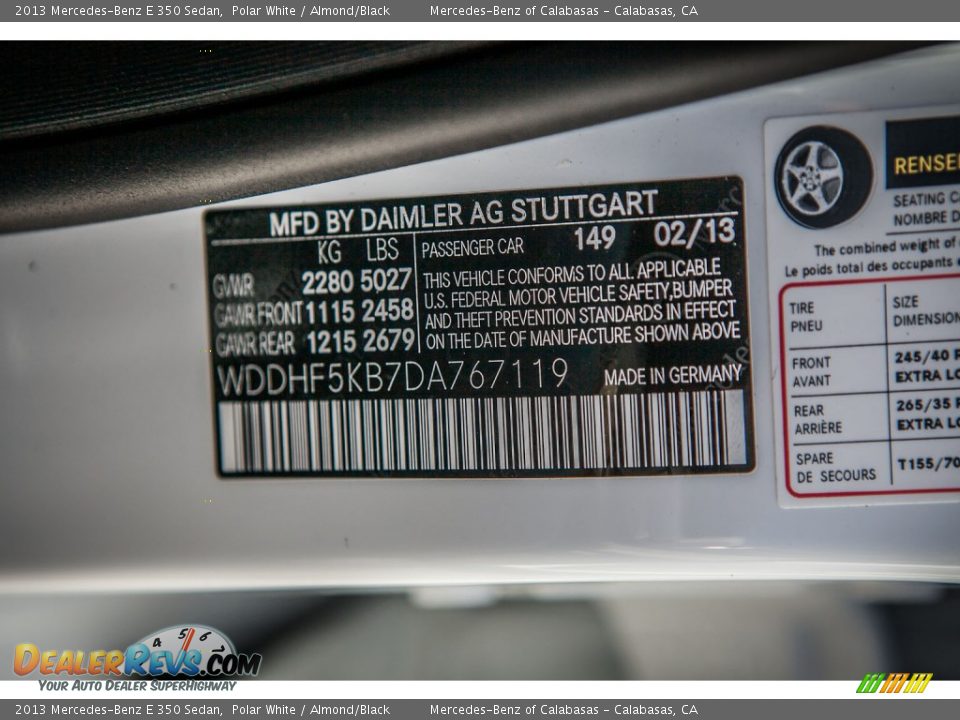 2013 Mercedes-Benz E 350 Sedan, Polar White / Almond/Black Mercedes-Benz of Calabasas - Calabasas, CA
MFD BY DAIMLER AG STUTTGART
KG LBS PASSENGER CAR 149 02/13
GVWR 2280 5027
GAWR FRONT 1115 2458
GAWR REAR 1215 2679
THIS VEHICLE CONFORMS TO ALL APPLICABLE
U.S. FEDERAL MOTOR VEHICLE SAFETY,BUMPER
AND THEFT PREVENTION STANDARDS IN EFFECT
ON THE DATE OF MANUFACTURE SHOWN ABOVE
WDDHF5KB7DA767119 MADE IN GERMANY
RENSE
SEATING C
NOMBRE D
The combined weight of
Le poids total des occupants
TIRE SIZE
PNEU DIMENSION
FRONT 245/40
AVANT EXTRA LO
REAR 265/35
ARRIÈRE EXTRA LO
SPARE T155/70
DE SECOURS
4 5 6
DEALERREVS.COM
YOUR AUTO DEALER SUPERHIGHWAY
2013 Mercedes-Benz E 350 Sedan, Polar White / Almond/Black Mercedes-Benz of Calabasas - Calabasas, CA